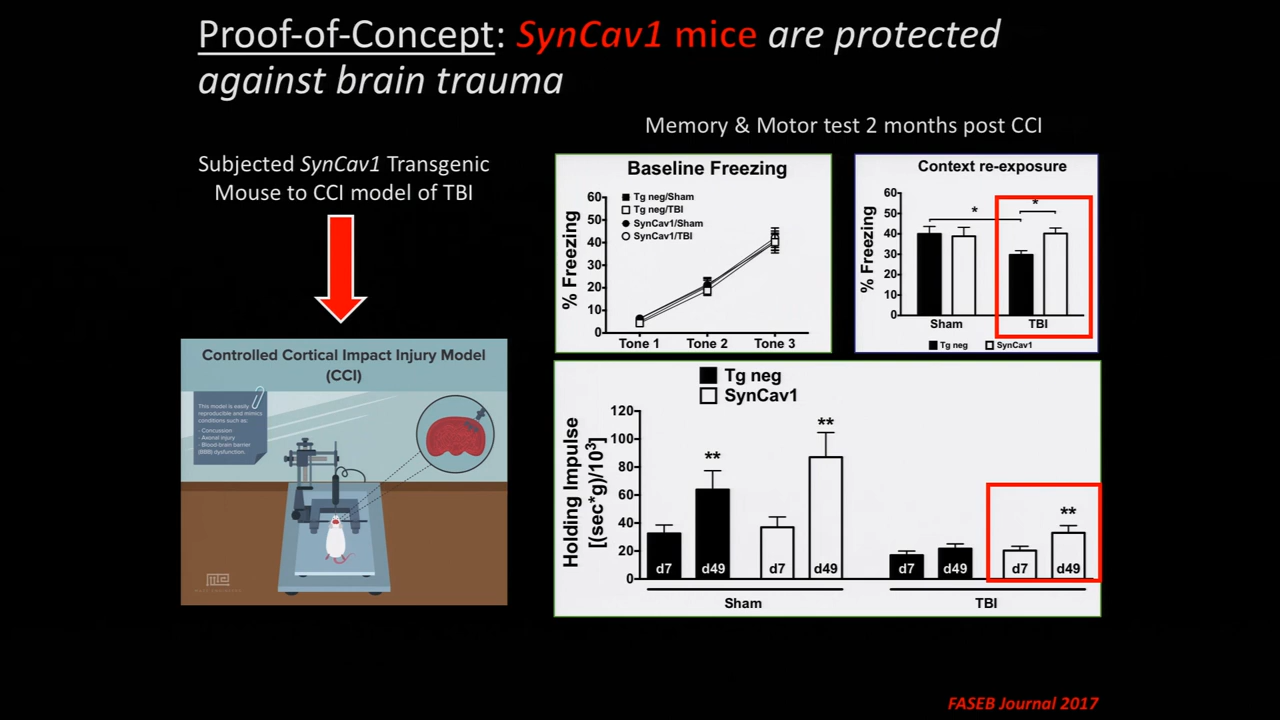 Proof-of-Concept: SynCav1 mice are protected
against brain trauma
Memory & Motor test 2 months post CCI
Subjected SynCav1 Transgenic
Mouse to CCI model of TBI
Controlled Cortical Impact Injury Model
(CCI)
This model is easily
reproducible and mimics
conditions such as:
- Concussion
- Axonal injury
- Blood-brain barrier
(BBB) dysfunction.
Baseline Freezing
% Freezing
60
50
40
30
20
10
0
Tg neg/Sham
Tg neg/TBI
SynCav1/Sham
SynCav1/TBI
Tone 1 Tone 2 Tone 3
Context re-exposure
% Freezing
60
50
40
30
20
10
0
* *
Sham TBI
Tg neg SynCav1
Tg neg
SynCav1
Holding Impulse
[(sec*g)/10³]
120
100
80
60
40
20
0
** ** **
d7 d49 d7 d49 d7 d49 d7 d49
Sham TBI
FASEB Journal 2017